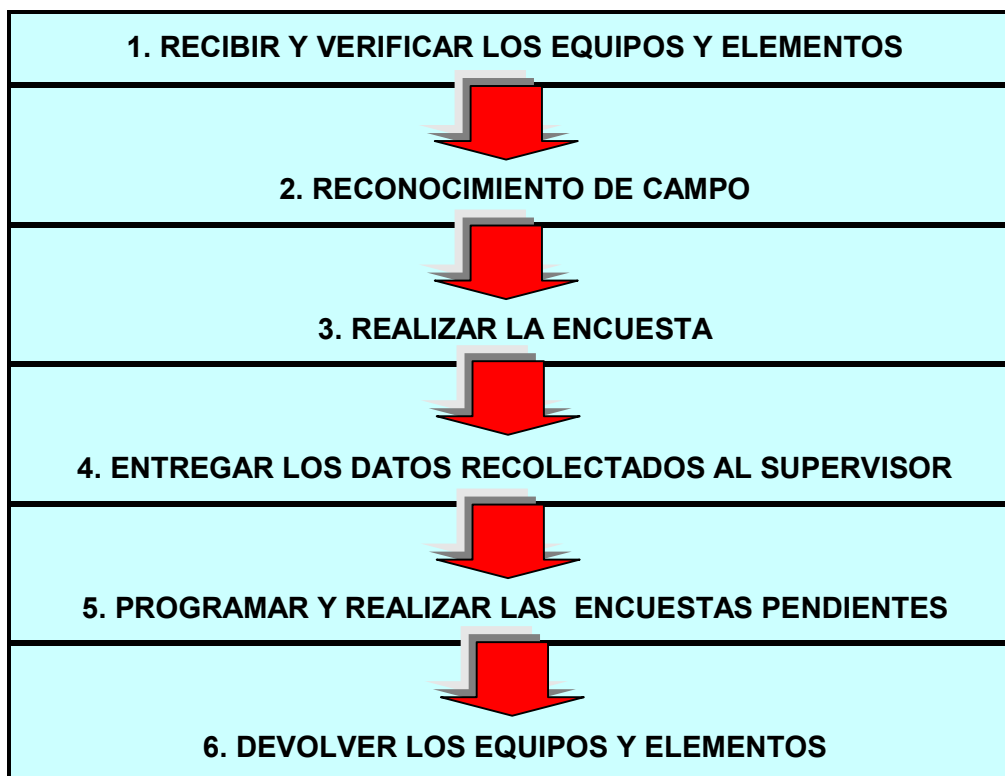 1. RECIBIR Y VERIFICAR LOS EQUIPOS Y ELEMENTOS
2. RECONOCIMIENTO DE CAMPO
3. REALIZAR LA ENCUESTA
4. ENTREGAR LOS DATOS RECOLECTADOS AL SUPERVISOR
5. PROGRAMAR Y REALIZAR LAS ENCUESTAS PENDIENTES
6. DEVOLVER LOS EQUIPOS Y ELEMENTOS